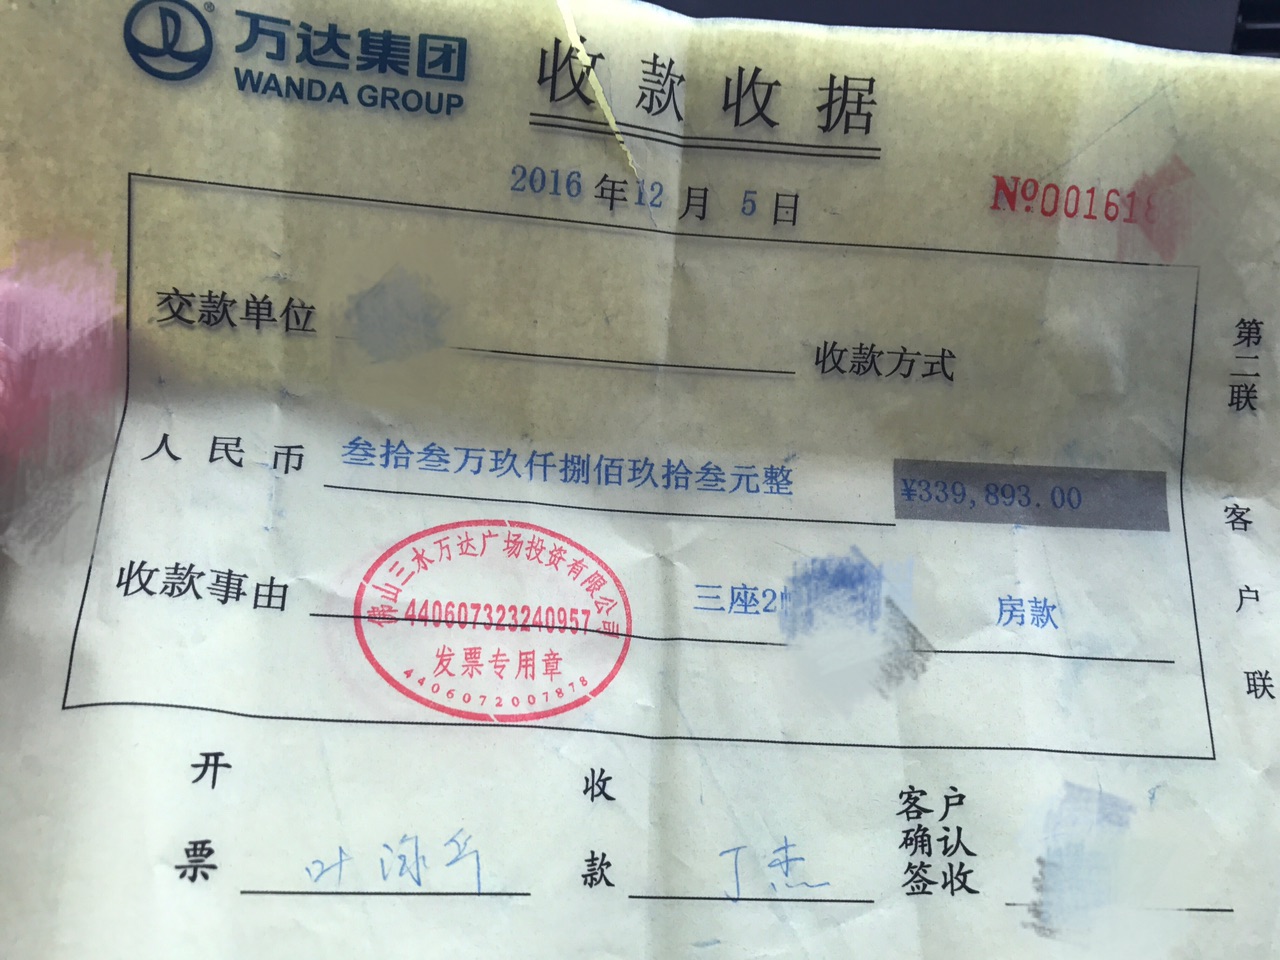 万达集团
WANDA GROUP
收款收据
2016年12月5日
№001618
交款单位
收款方式
人民币 叁拾叁万玖仟捌佰玖拾叁元整 ¥339,893.00
收款事由 三座2 房款
佛山三水万达广场投资有限公司
440607323240957
发票专用章
4406072007878
第二联
客户联
开票 叶 收款 丁杰 客户确认签收